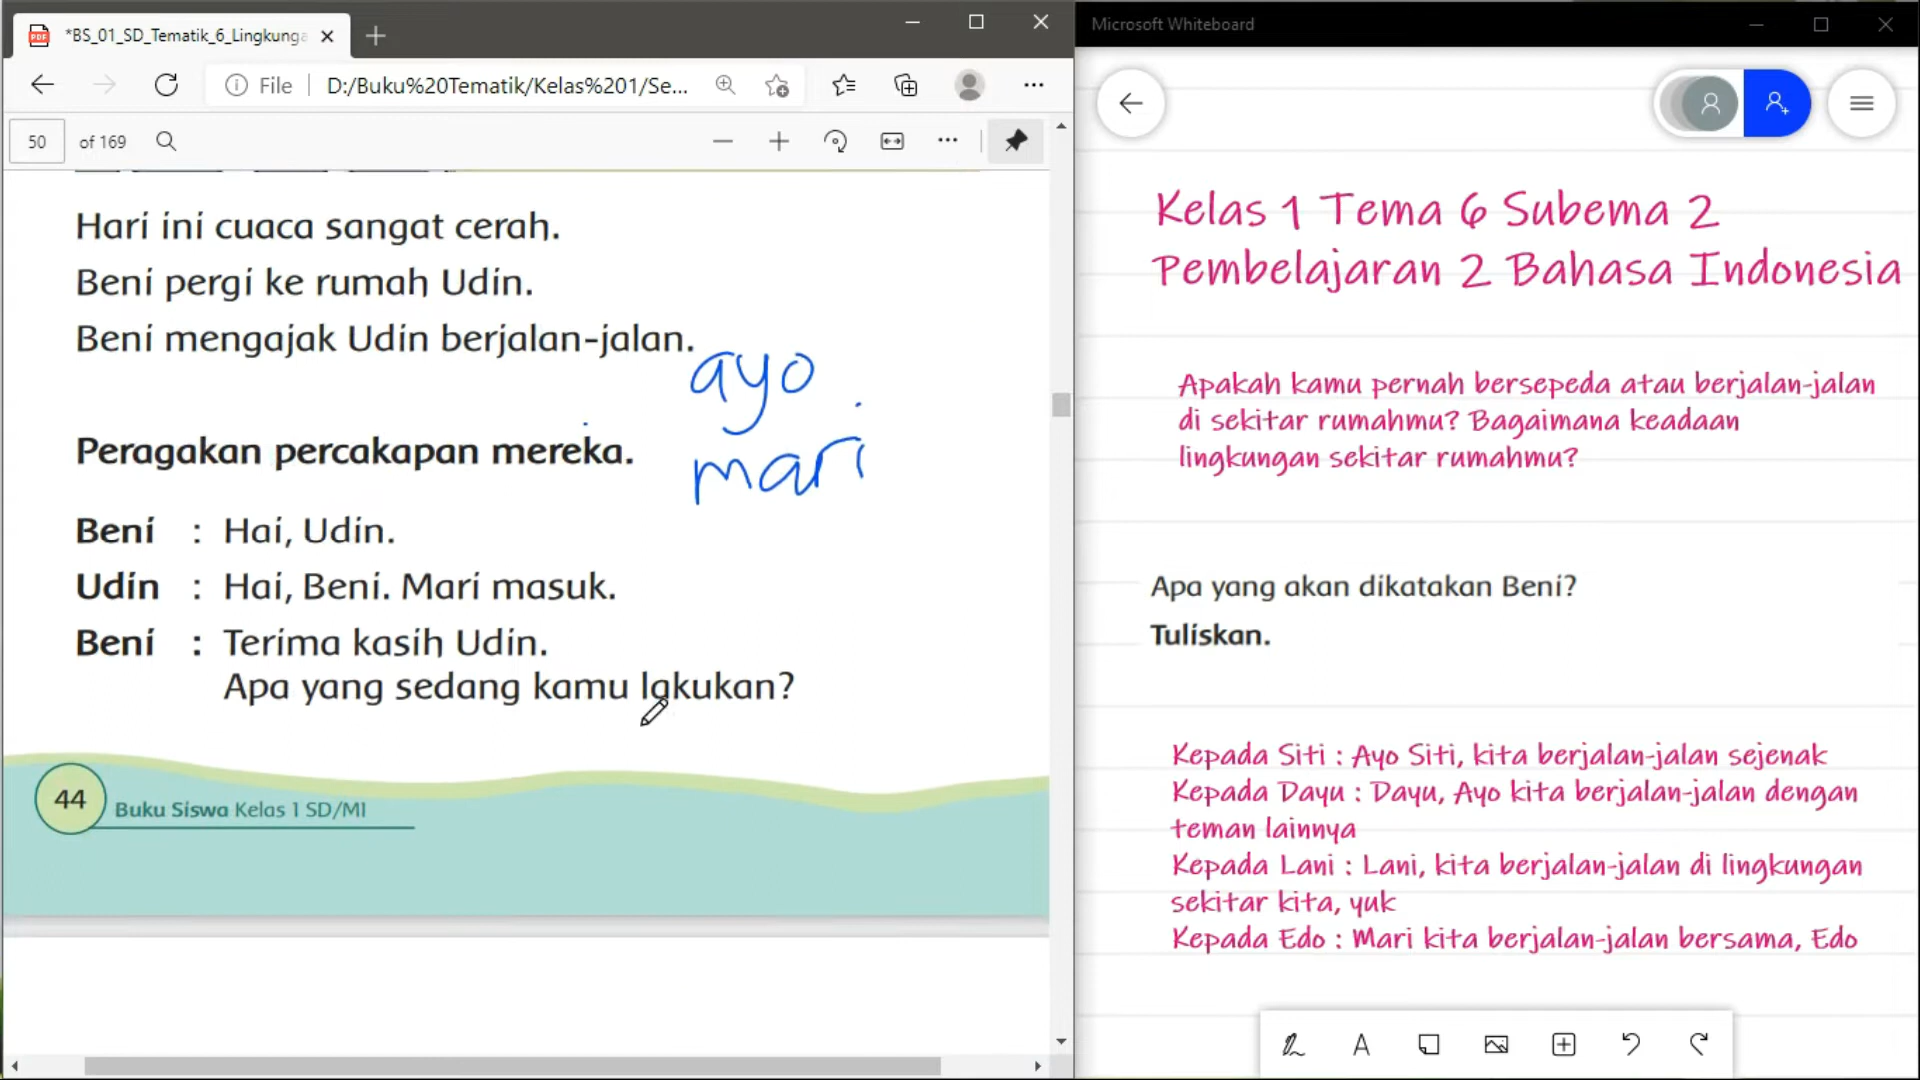 *BS_01_SD_Tematik_6_Lingkunga
File
D:/Buku%20Tematik/Kelas%201/Se...
50
of 169
Hari ini cuaca sangat cerah.
Beni pergi ke rumah Udin.
Beni mengajak Udin berjalan-jalan.
ayo
mari
Peragakan percakapan mereka.
Beni : Hai, Udin.
Udin : Hai, Beni. Mari masuk.
Beni : Terima kasih Udin.
Apa yang sedang kamu lakukan?
44
Buku Siswa Kelas 1 SD/MI
Microsoft Whiteboard
Kelas 1 Tema 6 Subema 2
Pembelajaran 2 Bahasa Indonesia
Apakah kamu pernah bersepeda atau berjalan-jalan
di sekitar rumahmu? Bagaimana keadaan
lingkungan sekitar rumahmu?
Apa yang akan dikatakan Beni?
Tuliskan.
Kepada Siti : Ayo Siti, kita berjalan-jalan sejenak
Kepada Dayu : Dayu, Ayo kita berjalan-jalan dengan
teman lainnya
Kepada Lani : Lani, kita berjalan-jalan di lingkungan
sekitar kita, yuk
Kepada Edo : Mari kita berjalan-jalan bersama, Edo